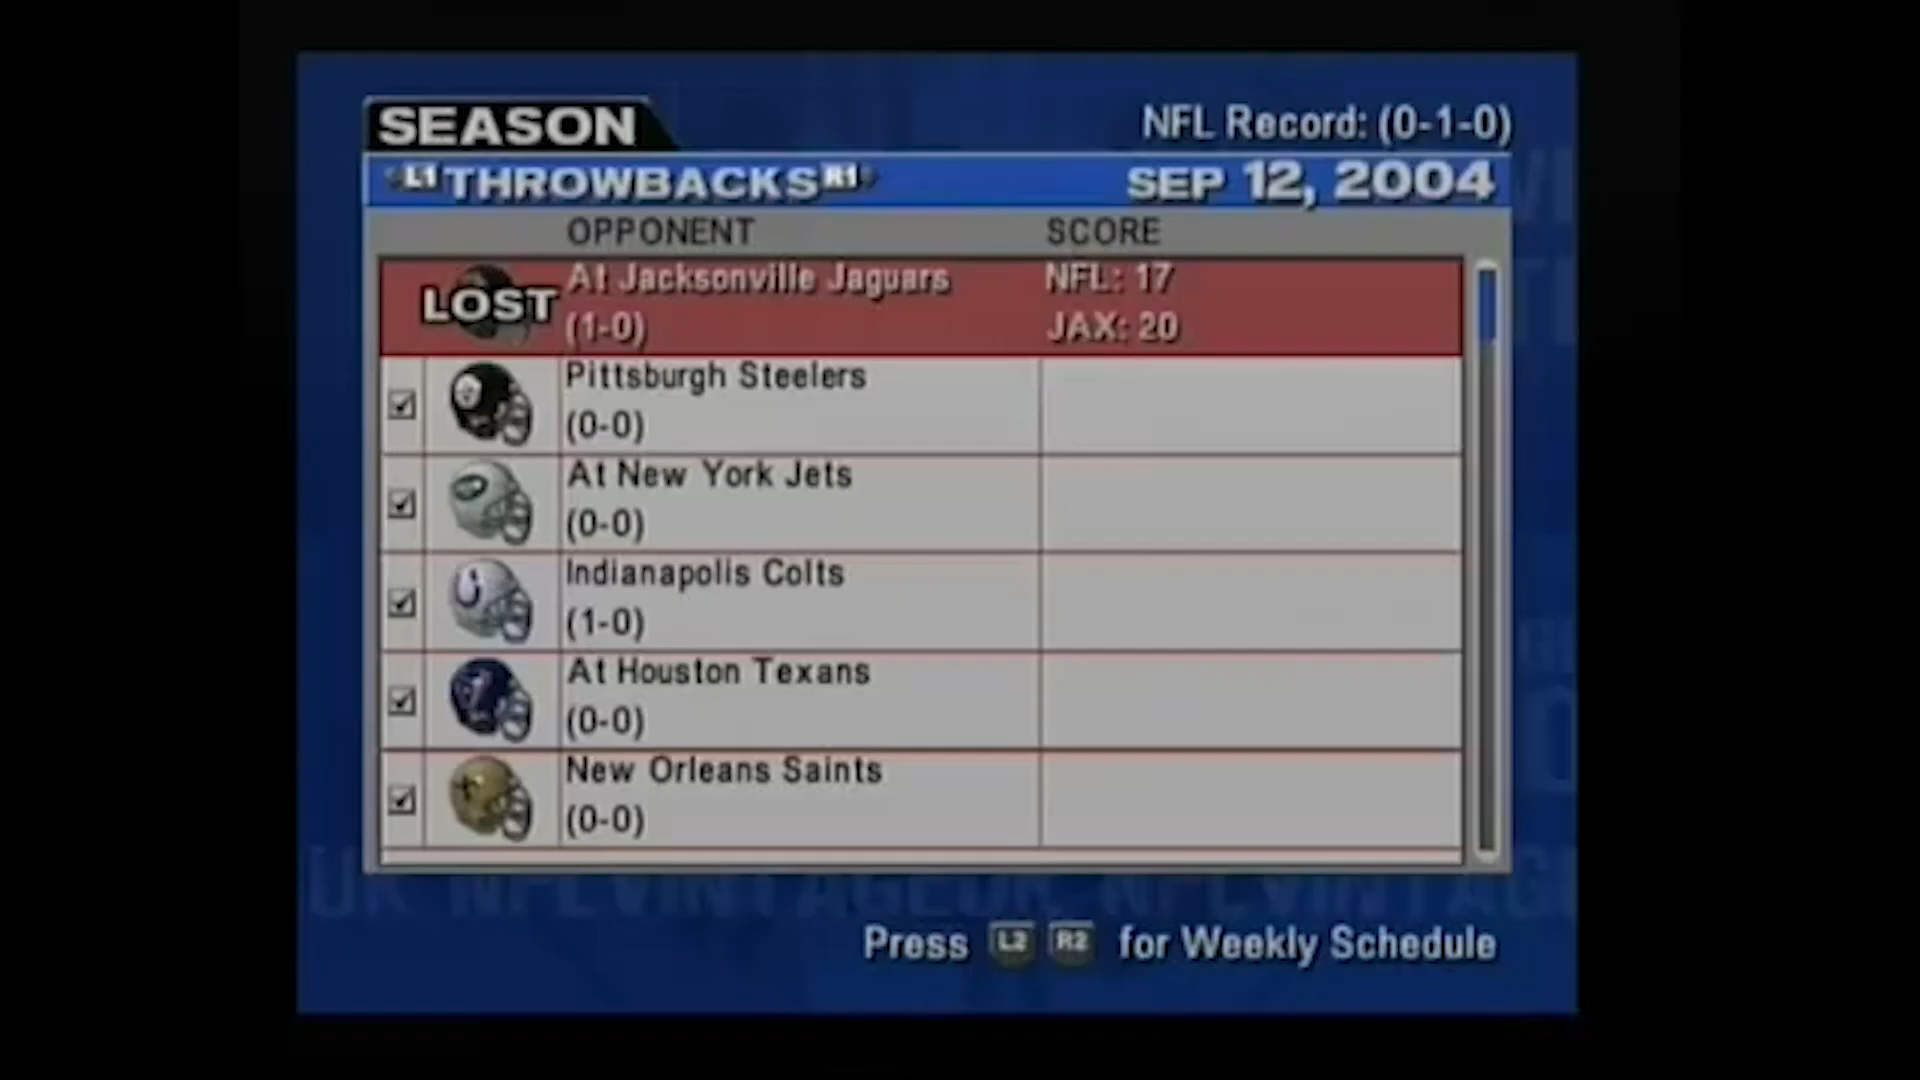 SEASON
NFL Record: (0-1-0)
L1 THROWBACKS R1
SEP 12, 2004
OPPONENT SCORE
LOST
At Jacksonville Jaguars
(1-0)
NFL: 17
JAX: 20
Pittsburgh Steelers
(0-0)
At New York Jets
(0-0)
Indianapolis Colts
(1-0)
At Houston Texans
(0-0)
New Orleans Saints
(0-0)
Press L2 R2 for Weekly Schedule